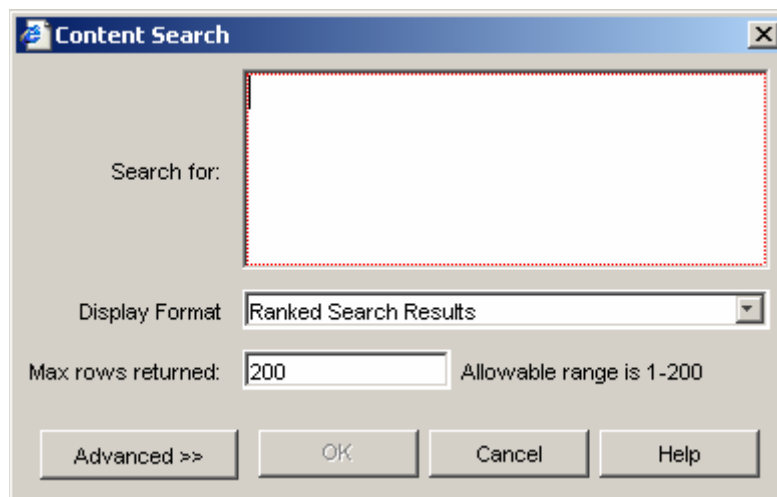 Content Search
Search for:
Display Format Ranked Search Results
Max rows returned: 200 Allowable range is 1-200
Advanced >> OK Cancel Help